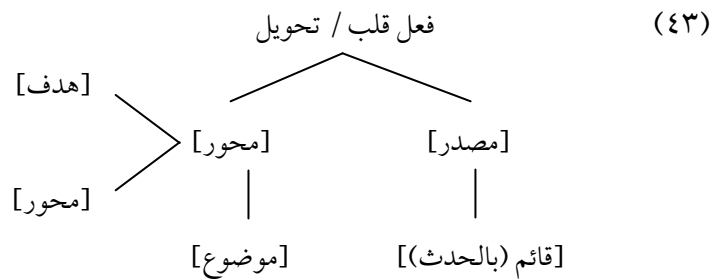 (٤٣)
فعل قلب / تحويل
[مصدر] [محور] [هدف]
[محور]
[قائم (بالحدث)] [موضوع]